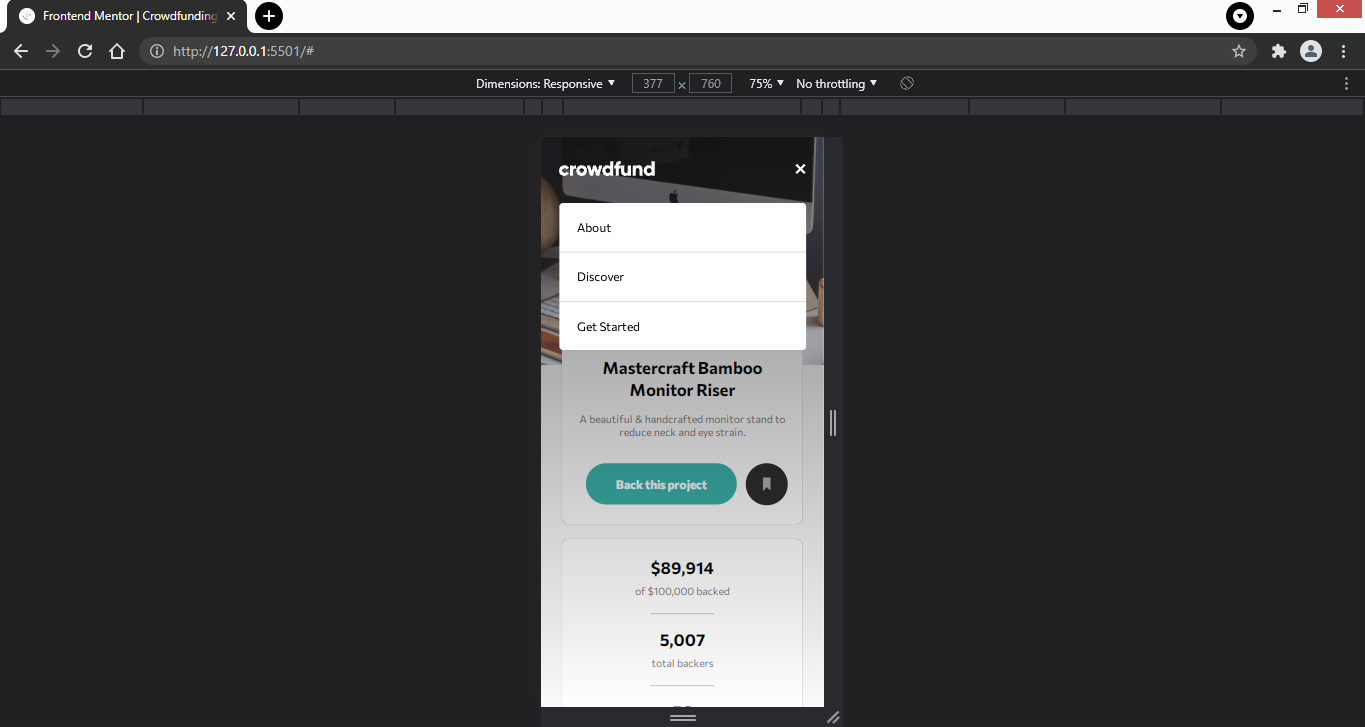 Frontend Mentor | Crowdfunding
http://127.0.0.1:5501/#
Dimensions: Responsive 377 × 760 75% No throttling
crowdfund
About
Discover
Get Started
Mastercraft Bamboo
Monitor Riser
A beautiful & handcrafted monitor stand to
reduce neck and eye strain.
Back this project
$89,914
of $100,000 backed
5,007
total backers